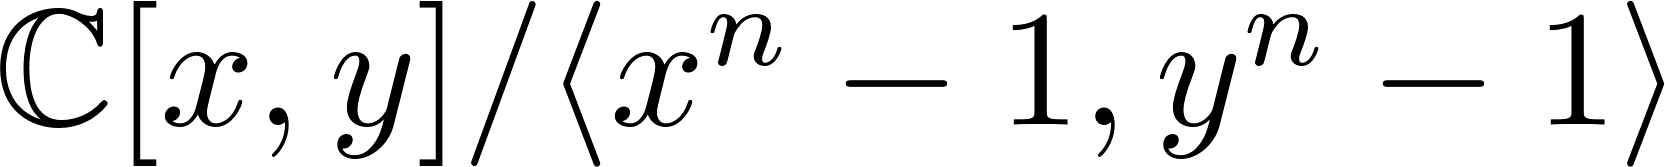 ℂ[x, y]/⟨xⁿ − 1, yⁿ − 1⟩